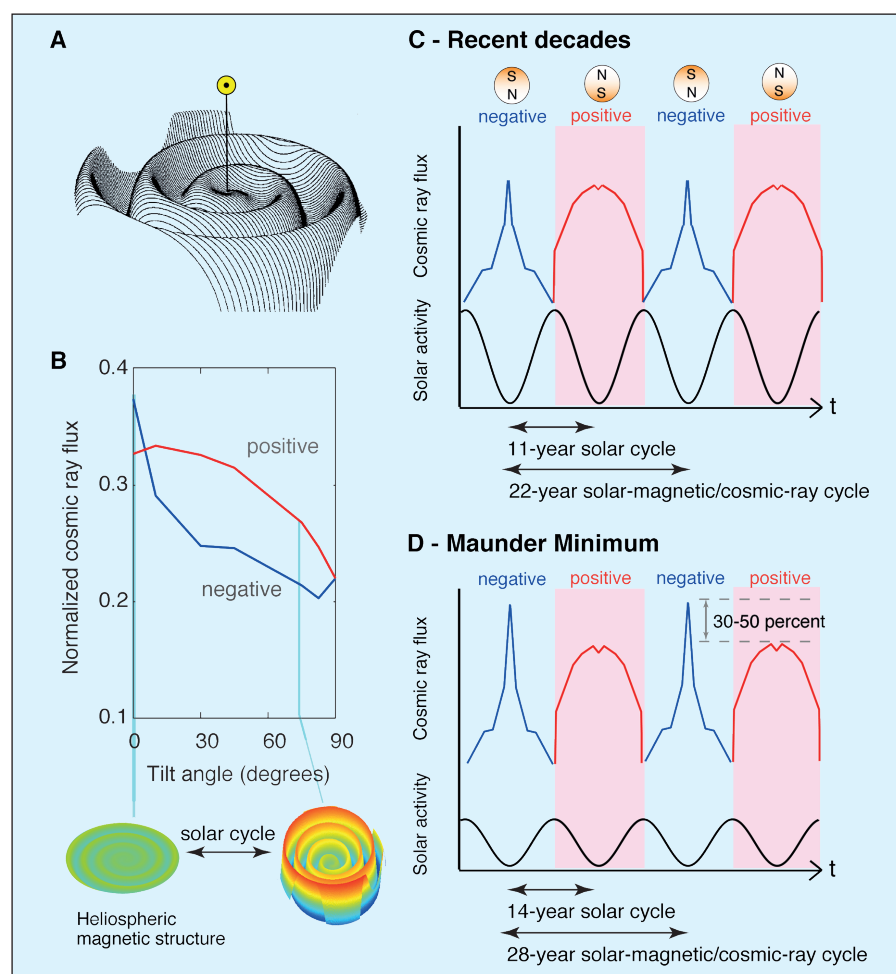 A
B
0.4
0.3
0.2
0.1
Normalized cosmic ray flux
positive
negative
0 30 60 90
Tilt angle (degrees)
solar cycle
Heliospheric
magnetic structure
C - Recent decades
S N S N
N S N S
negative positive negative positive
Cosmic ray flux
Solar activity
t
11-year solar cycle
22-year solar-magnetic/cosmic-ray cycle
D - Maunder Minimum
negative positive negative positive
30-50 percent
Cosmic ray flux
Solar activity
t
14-year solar cycle
28-year solar-magnetic/cosmic-ray cycle